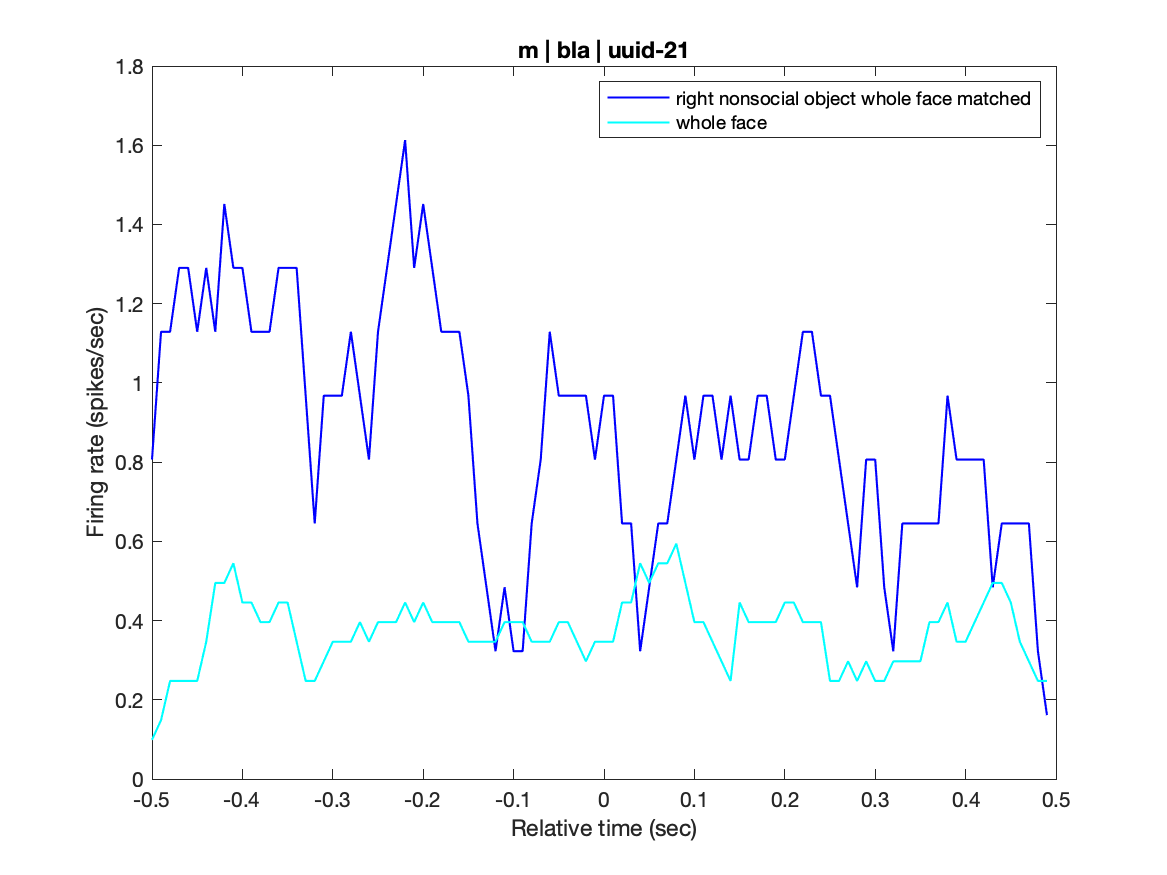 m | bla | uuid-21
right nonsocial object whole face matched
whole face
Firing rate (spikes/sec)
1.8
1.6
1.4
1.2
1
0.8
0.6
0.4
0.2
0
-0.5 -0.4 -0.3 -0.2 -0.1 0 0.1 0.2 0.3 0.4 0.5
Relative time (sec)